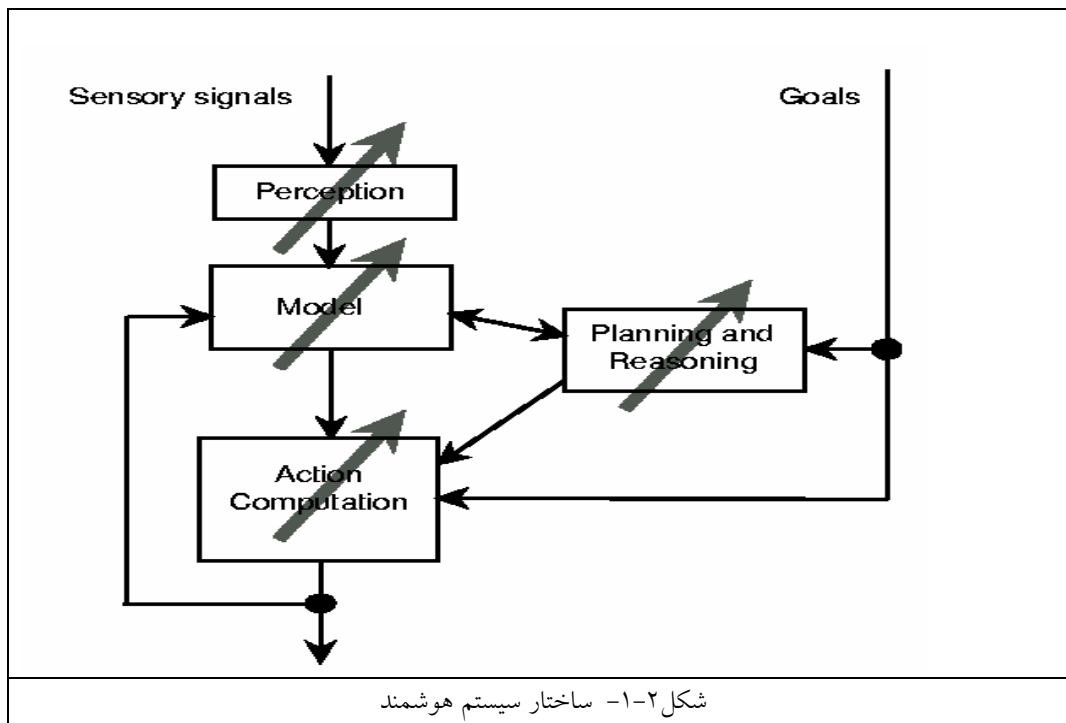 Sensory signals
Goals
Perception
Model
Planning and
Reasoning
Action
Computation
شکل۲-۱- ساختار سیستم هوشمند